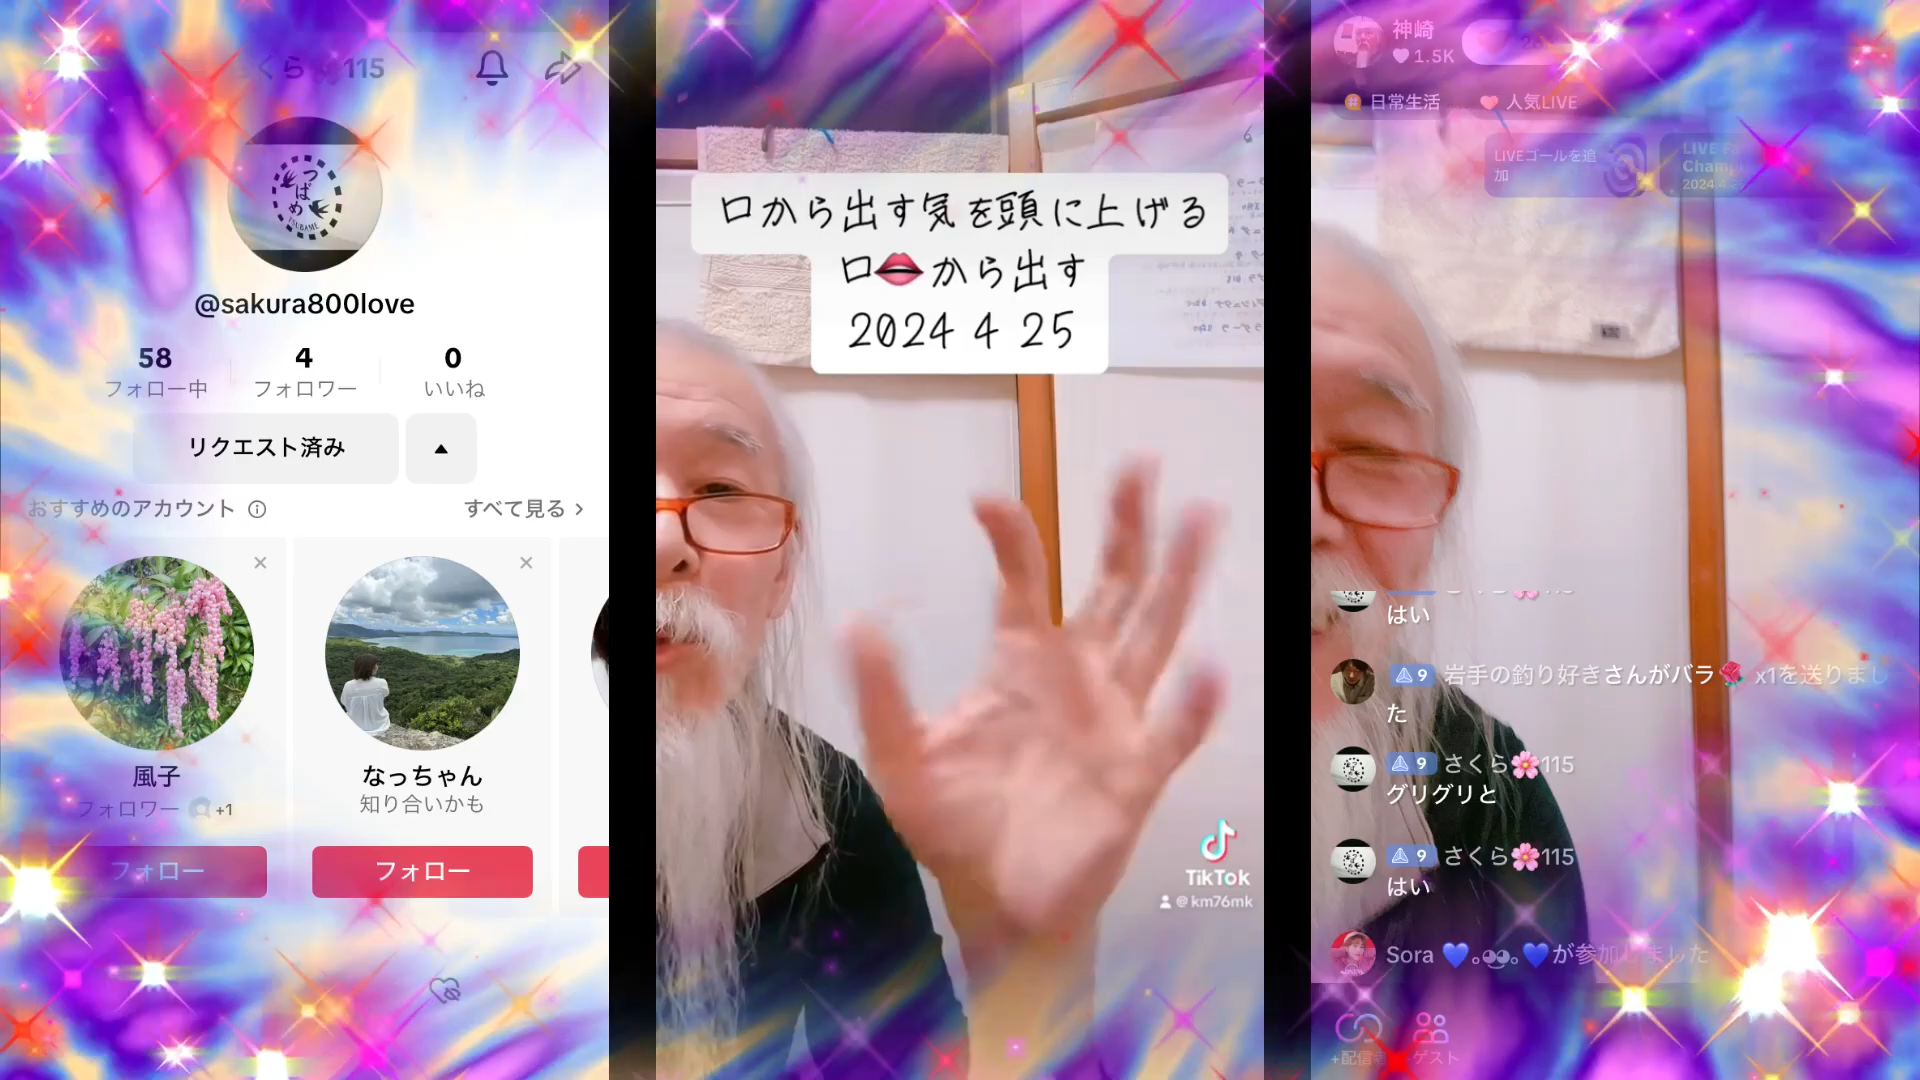 くら 115
つばめ
TSUBAME
@sakura800love
58 4 0
フォロー中 フォロワー いいね
リクエスト済み
おすすめのアカウント すべて見る
風子
フォロワー +1
フォロー
なっちゃん
知り合いかも
フォロー
口から出す気を頭に上げる
口👄から出す
2024 4 25
TikTok
@km76mk
神崎
1.5K
日常生活 人気LIVE
LIVEゴールを追
加
LIVE
Champ
2024
はい
9 岩手の釣り好きさんがバラ🌹 x1を送りまし
た
9 さくら🌸115
グリグリと
9 さくら🌸115
はい
Sora 💙｡◕‿◕｡💙が参加しました
+配信者 ゲスト